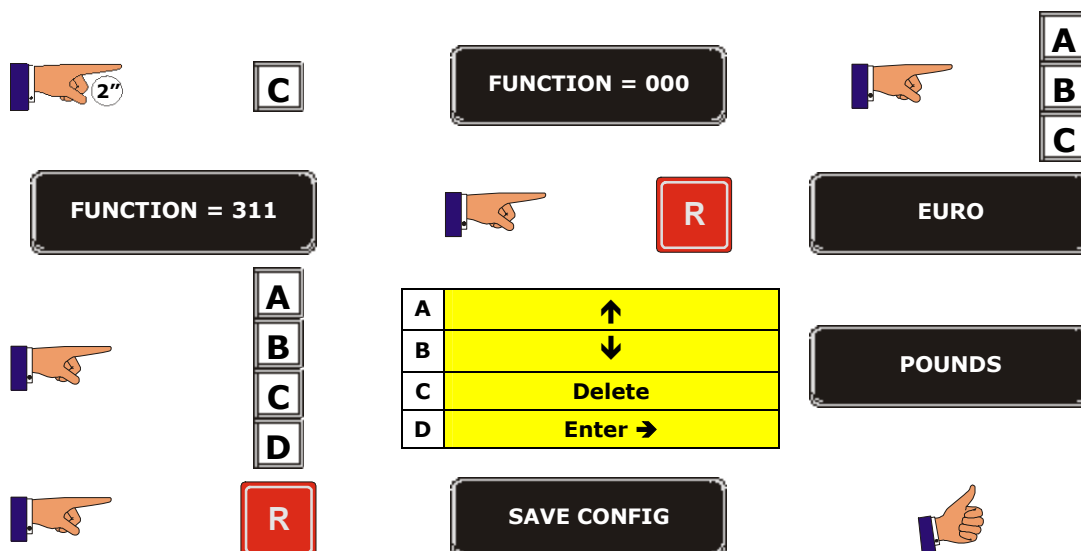 2”
C
FUNCTION = 000
A
B
C
FUNCTION = 311
R
EURO
A
B
C
D
A ↑
B ↓
C Delete
D Enter →
POUNDS
R
SAVE CONFIG